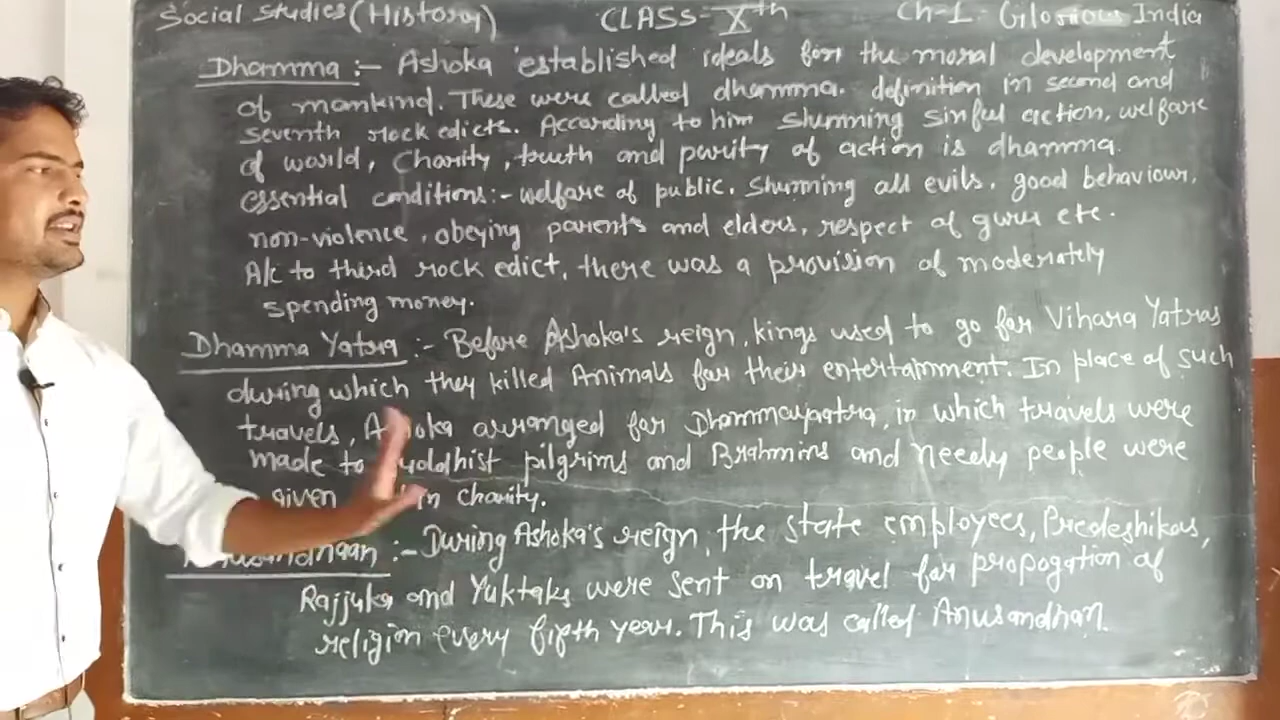 Social Studies (History) CLASS-Xth Ch-1- Glorious India
Dhamma :- Ashoka established ideals for the moral development
of mankind. These were called dhamma. definition in second and
seventh rock edicts. According to him shunning sinful action, welfare
of world, Charity, truth and purity of action is dhamma.
essential conditions:- welfare of public. Shunning all evils. good behaviour,
non-violence, obeying parents and elders, respect of guru etc.
A/c to third rock edict, there was a provision of moderately
spending money.
Dhamma Yatra :- Before Ashoka's reign, kings used to go for Vihara Yatras
during which they killed Animals for their entertainment. In place of such
travels, Ashoka arranged for Dhammayaatra, in which travels were
made to Buddhist pilgrims and Brahmins and needy people were
given in charity.
:- During Ashoka's reign, the state employees, Predeshikas,
Rajjuka and Yuktaks were sent on travel for propogation of
religion every fifth year. This was called Anusandhan.